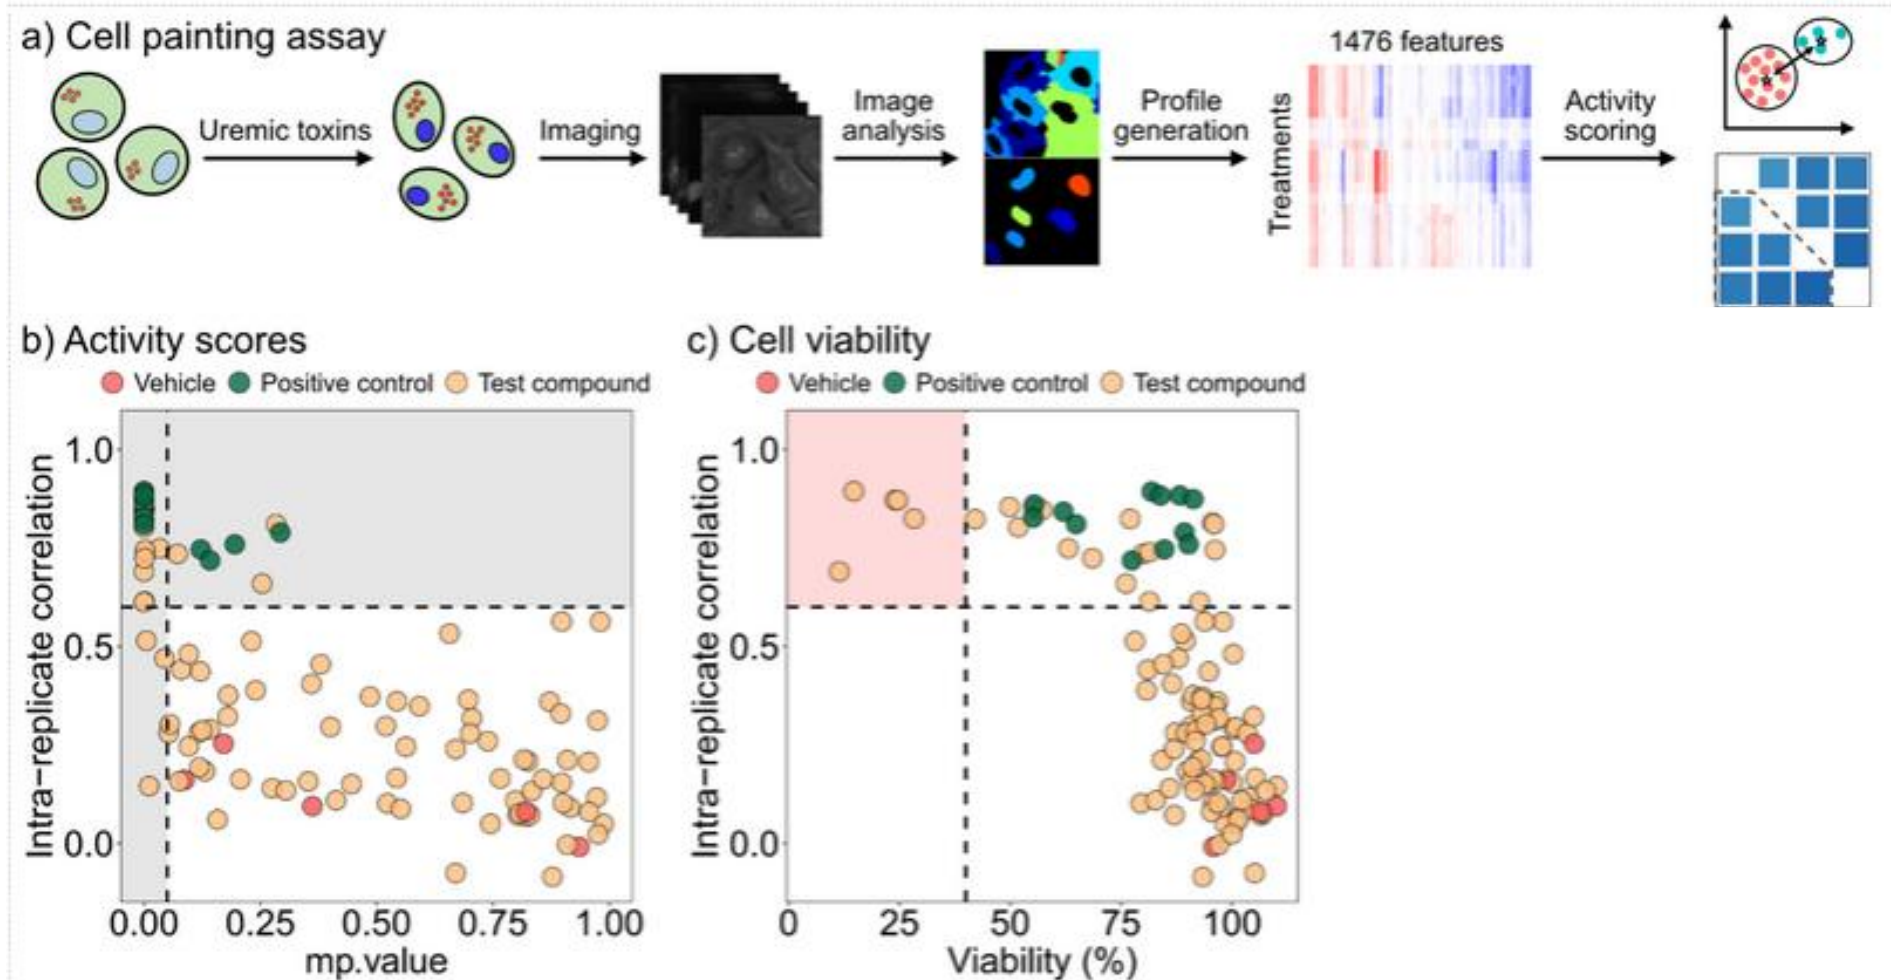 a) Cell painting assay
Uremic toxins
Imaging
Image
analysis
Profile
generation
1476 features
Treatments
Activity
scoring
b) Activity scores
Vehicle Positive control Test compound
Intra-replicate correlation
1.0
0.5
0.0
0.00 0.25 0.50 0.75 1.00
mp.value
c) Cell viability
Vehicle Positive control Test compound
Intra-replicate correlation
1.0
0.5
0.0
0 25 50 75 100
Viability (%)